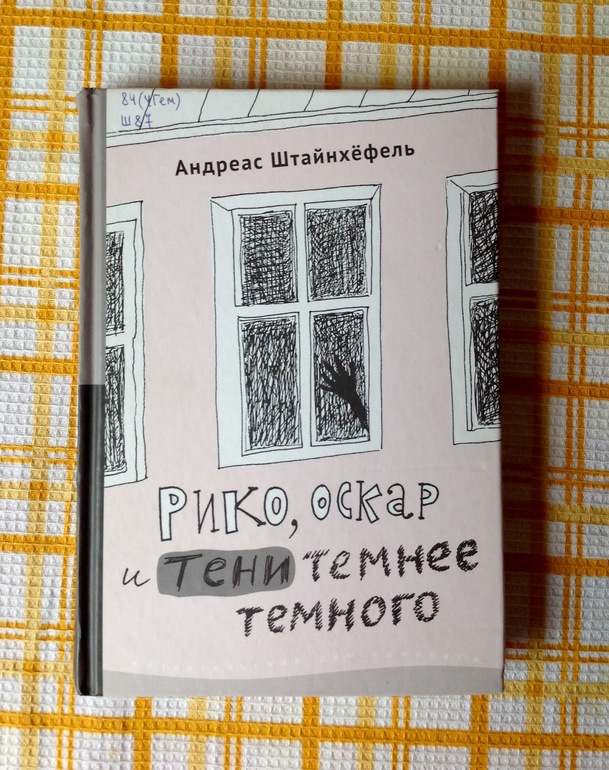 84(4Гем)
Ш87
Андреас Штайнхёфель
Рико, оскар
и тени темнее
темного